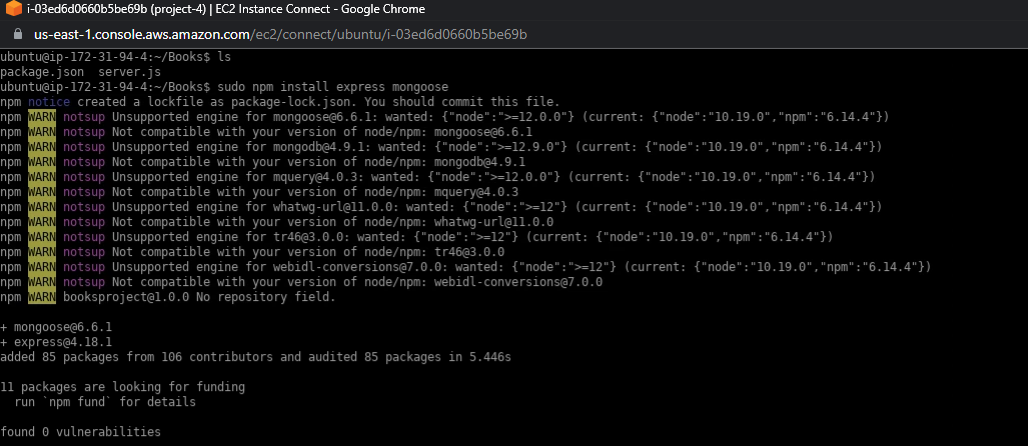 i-03ed6d0660b5be69b (project-4) | EC2 Instance Connect - Google Chrome
us-east-1.console.aws.amazon.com/ec2/connect/ubuntu/i-03ed6d0660b5be69b
ubuntu@ip-172-31-94-4:~/Books$ ls
package.json  server.js
ubuntu@ip-172-31-94-4:~/Books$ sudo npm install express mongoose
npm notice created a lockfile as package-lock.json. You should commit this file.
npm WARN notsup Unsupported engine for mongoose@6.6.1: wanted: {"node":">=12.0.0"} (current: {"node":"10.19.0","npm":"6.14.4"})
npm WARN notsup Not compatible with your version of node/npm: mongoose@6.6.1
npm WARN notsup Unsupported engine for mongodb@4.9.1: wanted: {"node":">=12.9.0"} (current: {"node":"10.19.0","npm":"6.14.4"})
npm WARN notsup Not compatible with your version of node/npm: mongodb@4.9.1
npm WARN notsup Unsupported engine for mquery@4.0.3: wanted: {"node":">=12.0.0"} (current: {"node":"10.19.0","npm":"6.14.4"})
npm WARN notsup Not compatible with your version of node/npm: mquery@4.0.3
npm WARN notsup Unsupported engine for whatwg-url@11.0.0: wanted: {"node":">=12"} (current: {"node":"10.19.0","npm":"6.14.4"})
npm WARN notsup Not compatible with your version of node/npm: whatwg-url@11.0.0
npm WARN notsup Unsupported engine for tr46@3.0.0: wanted: {"node":">=12"} (current: {"node":"10.19.0","npm":"6.14.4"})
npm WARN notsup Not compatible with your version of node/npm: tr46@3.0.0
npm WARN notsup Unsupported engine for webidl-conversions@7.0.0: wanted: {"node":">=12"} (current: {"node":"10.19.0","npm":"6.14.4"})
npm WARN notsup Not compatible with your version of node/npm: webidl-conversions@7.0.0
npm WARN booksproject@1.0.0 No repository field.
+ mongoose@6.6.1
+ express@4.18.1
added 85 packages from 106 contributors and audited 85 packages in 5.446s
11 packages are looking for funding
  run `npm fund` for details
found 0 vulnerabilities